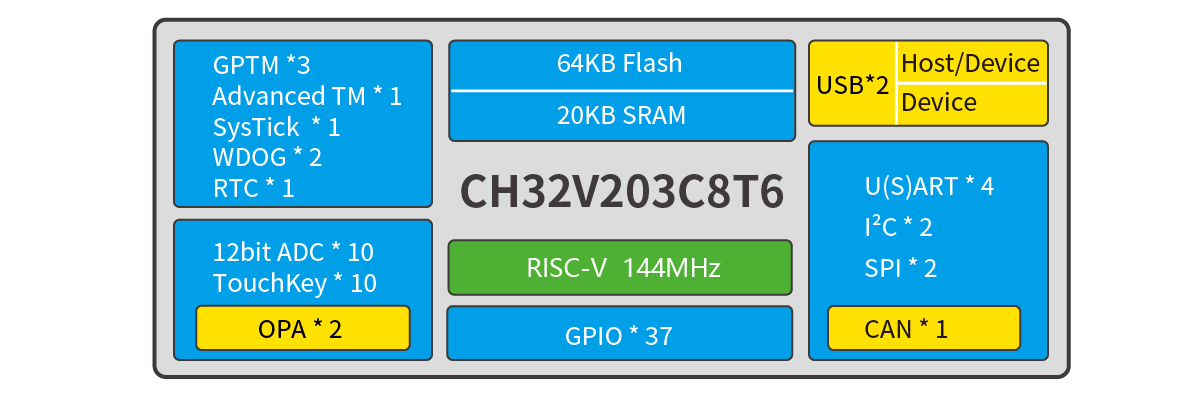 GPTM *3
Advanced TM * 1
SysTick * 1
WDOG * 2
RTC * 1
12bit ADC * 10
TouchKey * 10
OPA * 2
64KB Flash
20KB SRAM
CH32V203C8T6
RISC-V 144MHz
GPIO * 37
USB*2
Host/Device
Device
U(S)ART * 4
I²C * 2
SPI * 2
CAN * 1